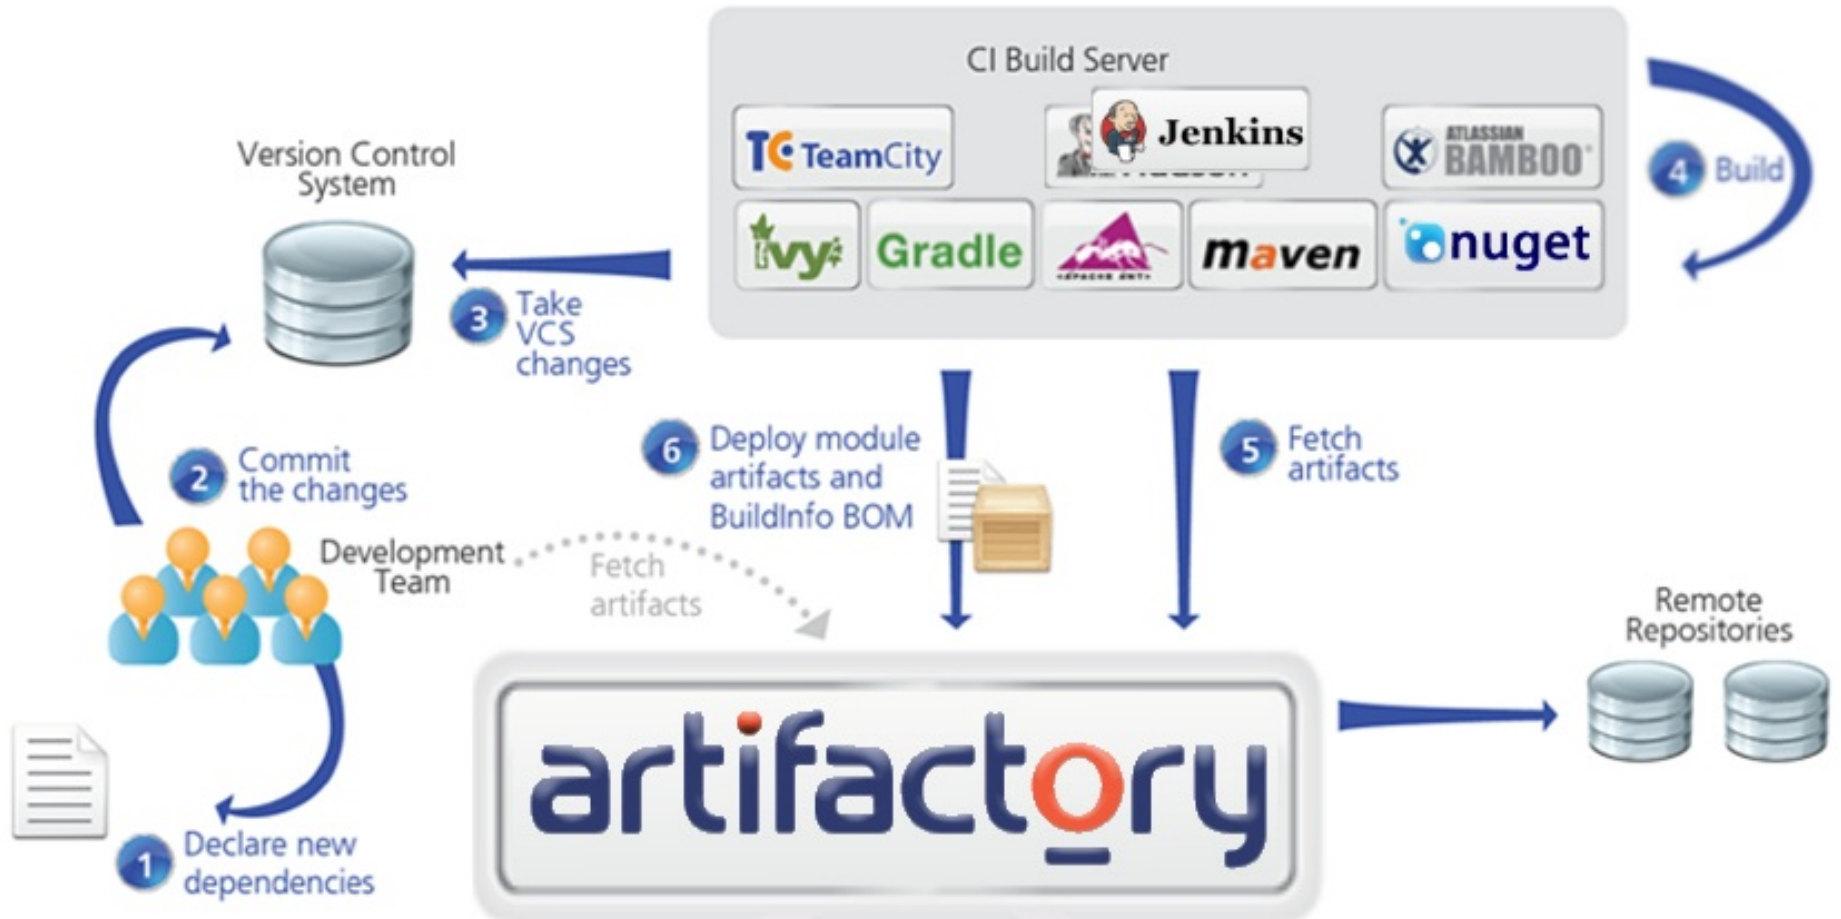 CI Build Server
TeamCity
Jenkins
ATLASSIAN
BAMBOO
ivy
Gradle
APACHE ANT
maven
nuget
4 Build
Version Control
System
3 Take
VCS
changes
2 Commit
the changes
6 Deploy module
artifacts and
BuildInfo BOM
5 Fetch
artifacts
Development
Team
Fetch
artifacts
Remote
Repositories
artifactory
1 Declare new
dependencies